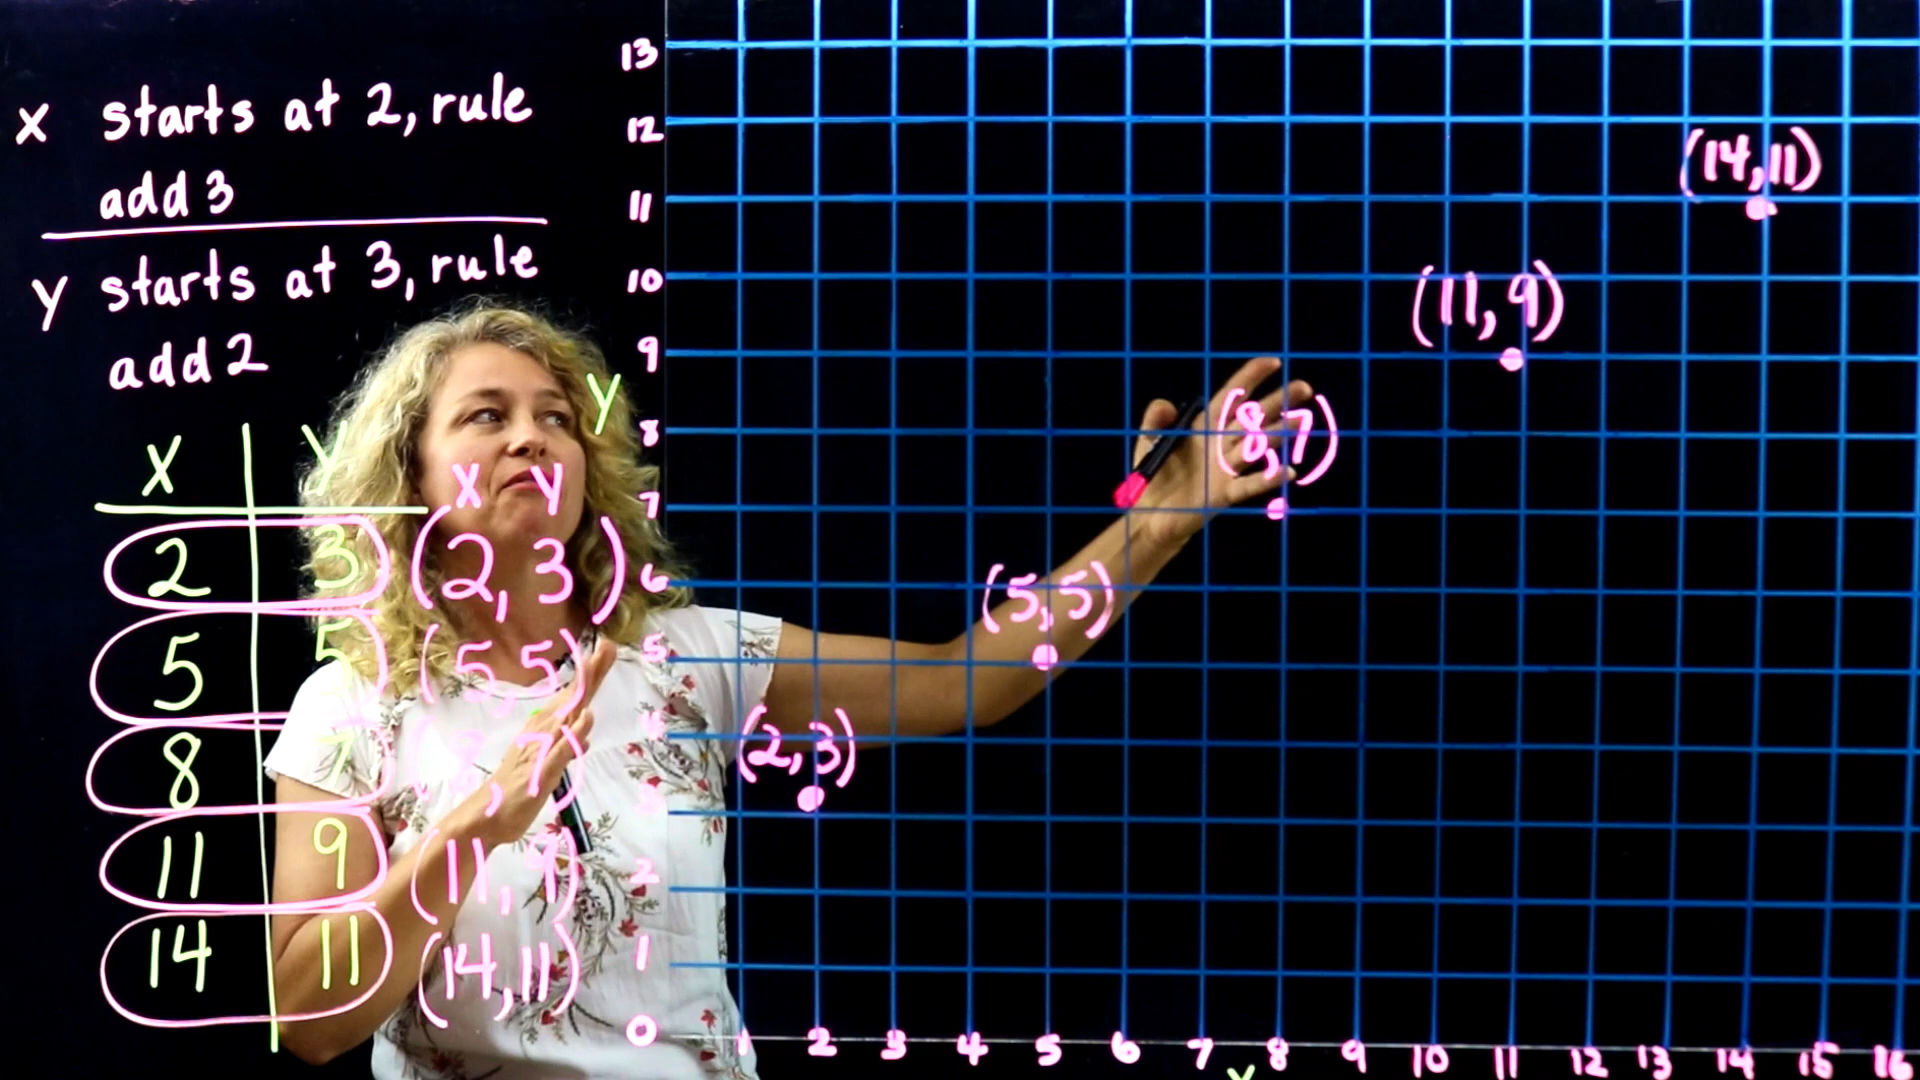 X starts at 2, rule
add 3
Y starts at 3, rule
add 2
X Y
X Y
2 3 (2,3)
5 5 (5,5)
8 7 (8,7)
11 9 (11,9)
14 11 (14,11)
Y
13
12
11
10
9
8
7
6
5
4
3
2
1
0
1 2 3 4 5 6 7 8 9 10 11 12 13 14 15 16
X
(14,11)
(11,9)
(8,7)
(5,5)
(2,3)